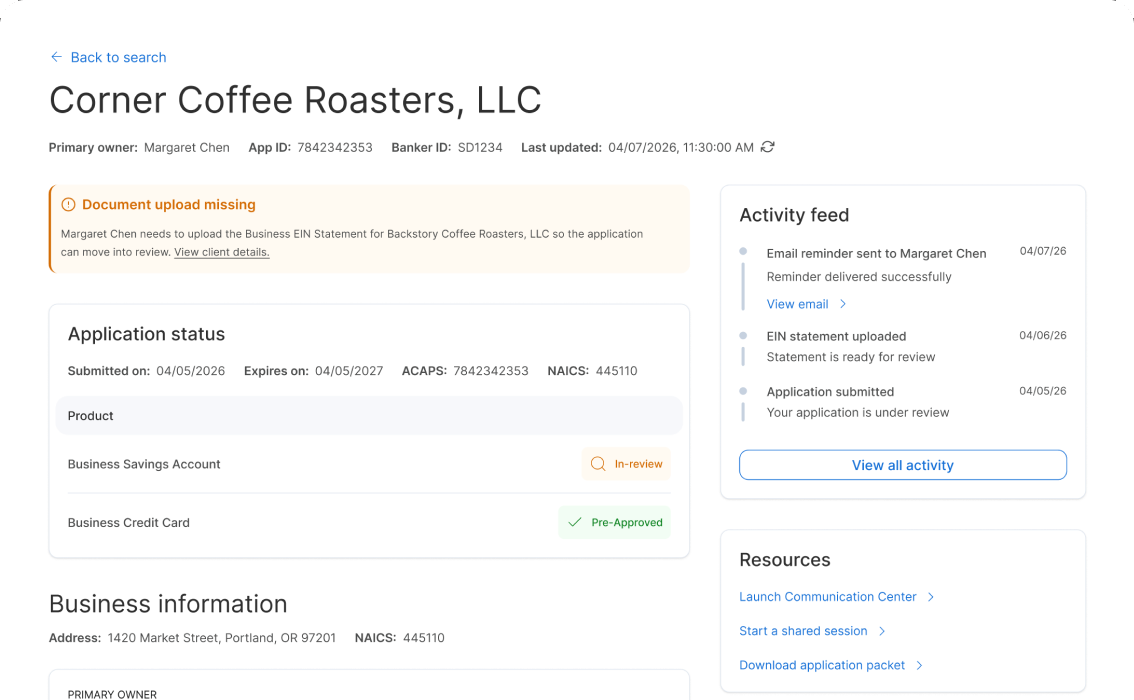 Back to search
Corner Coffee Roasters, LLC
Primary owner: Margaret Chen App ID: 7842342353 Banker ID: SD1234 Last updated: 04/07/2026, 11:30:00 AM
Document upload missing
Margaret Chen needs to upload the Business EIN Statement for Backstory Coffee Roasters, LLC so the application
can move into review. View client details.
Application status
Submitted on: 04/05/2026 Expires on: 04/05/2027 ACAPS: 7842342353 NAICS: 445110
Product
Business Savings Account In-review
Business Credit Card Pre-Approved
Business information
Address: 1420 Market Street, Portland, OR 97201 NAICS: 445110
PRIMARY OWNER
Activity feed
Email reminder sent to Margaret Chen 04/07/26
Reminder delivered successfully
View email
EIN statement uploaded 04/06/26
Statement is ready for review
Application submitted 04/05/26
Your application is under review
View all activity
Resources
Launch Communication Center
Start a shared session
Download application packet